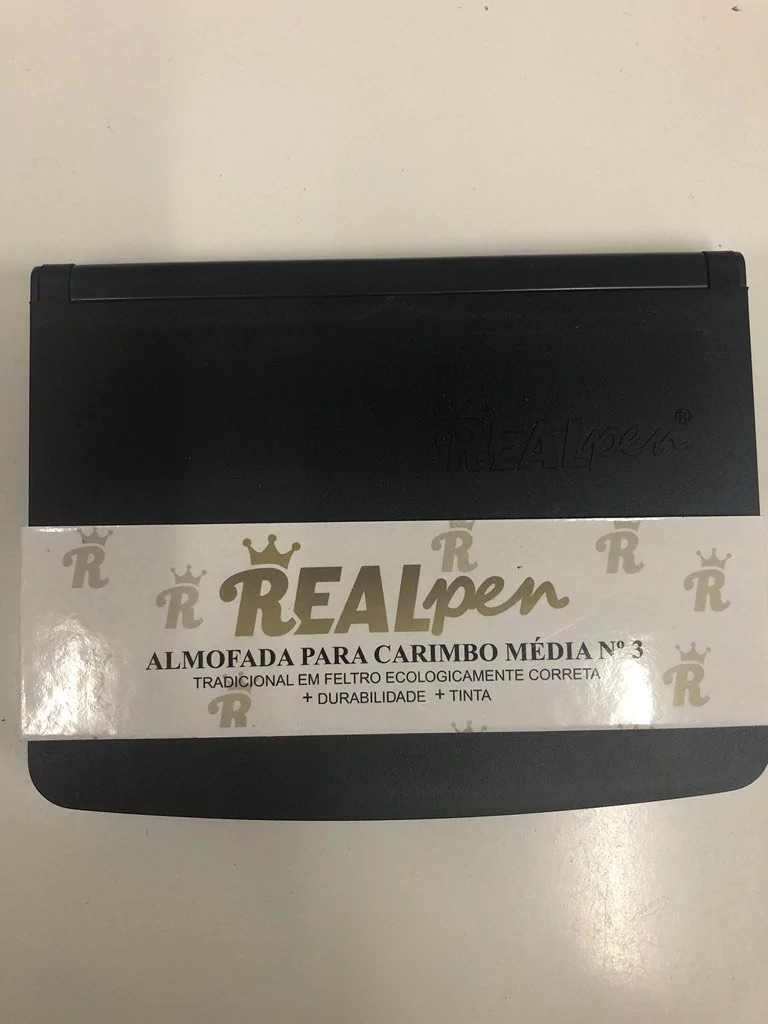 REALpen®
R R R R R
REALpen
ALMOFADA PARA CARIMBO MÉDIA Nº 3
TRADICIONAL EM FELTRO ECOLOGICAMENTE CORRETA
+ DURABILIDADE + TINTA
R R